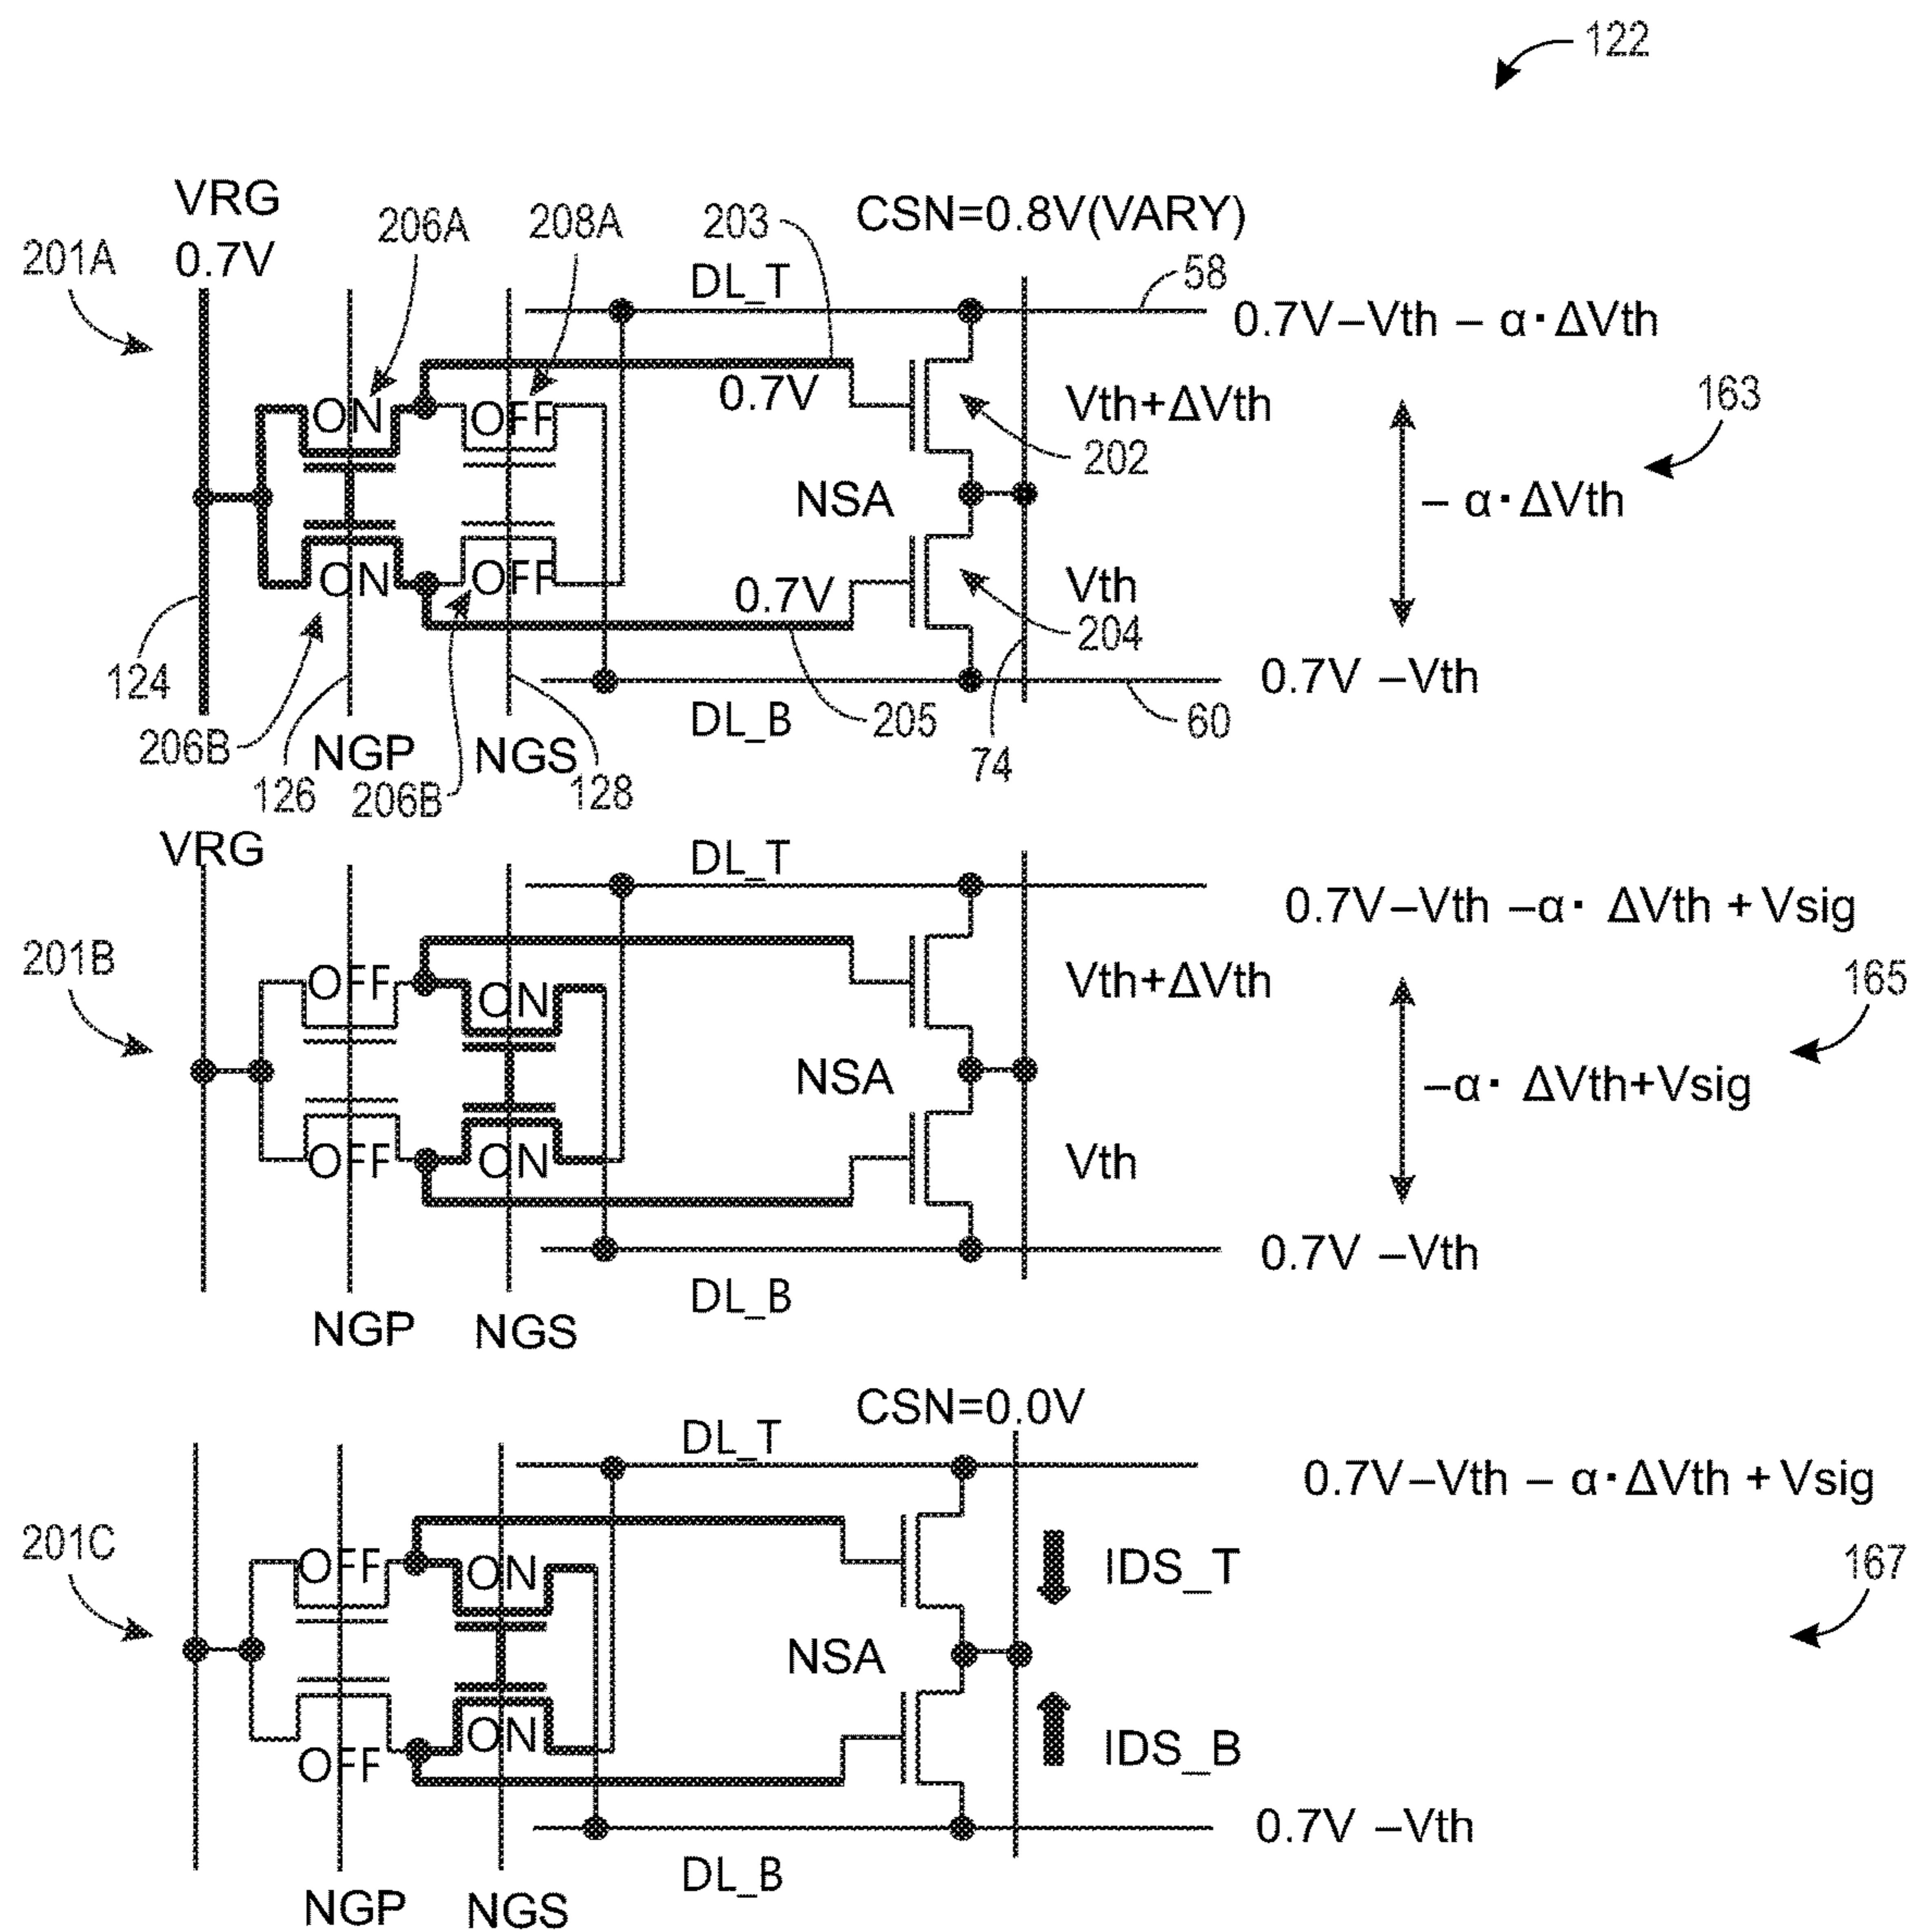 122
VRG
0.7V
201A
206A
208A
203
CSN=0.8V(VARY)
DL_T
58
0.7V–Vth – α·ΔVth
ON
OFF
0.7V
Vth+ΔVth
202
163
NSA
– α·ΔVth
ON
OFF
0.7V
Vth
204
124
206B
126
NGP
206B
NGS
128
DL_B
205
74
60
0.7V –Vth
VRG
DL_T
0.7V–Vth –α· ΔVth + Vsig
201B
OFF
ON
Vth+ΔVth
165
NSA
–α· ΔVth+Vsig
OFF
ON
Vth
0.7V –Vth
DL_B
NGP
NGS
CSN=0.0V
DL_T
0.7V–Vth – α·ΔVth + Vsig
201C
OFF
ON
IDS_T
167
NSA
OFF
ON
IDS_B
0.7V –Vth
DL_B
NGP
NGS